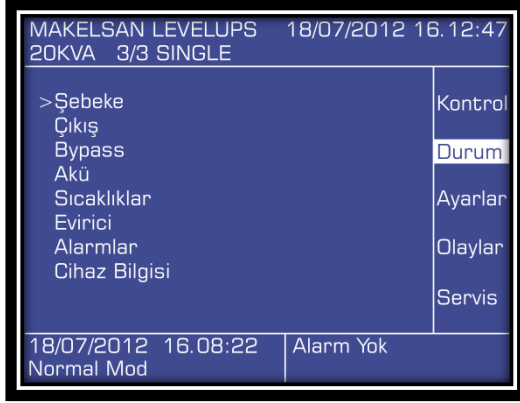 MAKELSAN LEVELUPS 18/07/2012 16.12:47
20KVA 3/3 SINGLE
>Şebeke
Çıkış
Bypass
Akü
Sıcaklıklar
Evirici
Alarmlar
Cihaz Bilgisi
Kontrol
Durum
Ayarlar
Olaylar
Servis
18/07/2012 16.08:22
Normal Mod
Alarm Yok